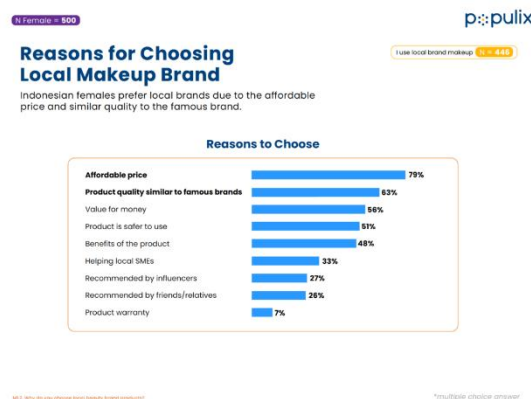 N Female = 500
populix
Reasons for Choosing
Local Makeup Brand
I use local brand makeup N = 446
Indonesian females prefer local brands due to the affordable
price and similar quality to the famous brand.
Reasons to Choose
Affordable price 79%
Product quality similar to famous brands 63%
Value for money 56%
Product is safer to use 51%
Benefits of the product 48%
Helping local SMEs 33%
Recommended by influencers 27%
Recommended by friends/relatives 26%
Product warranty 7%
*multiple choice answer